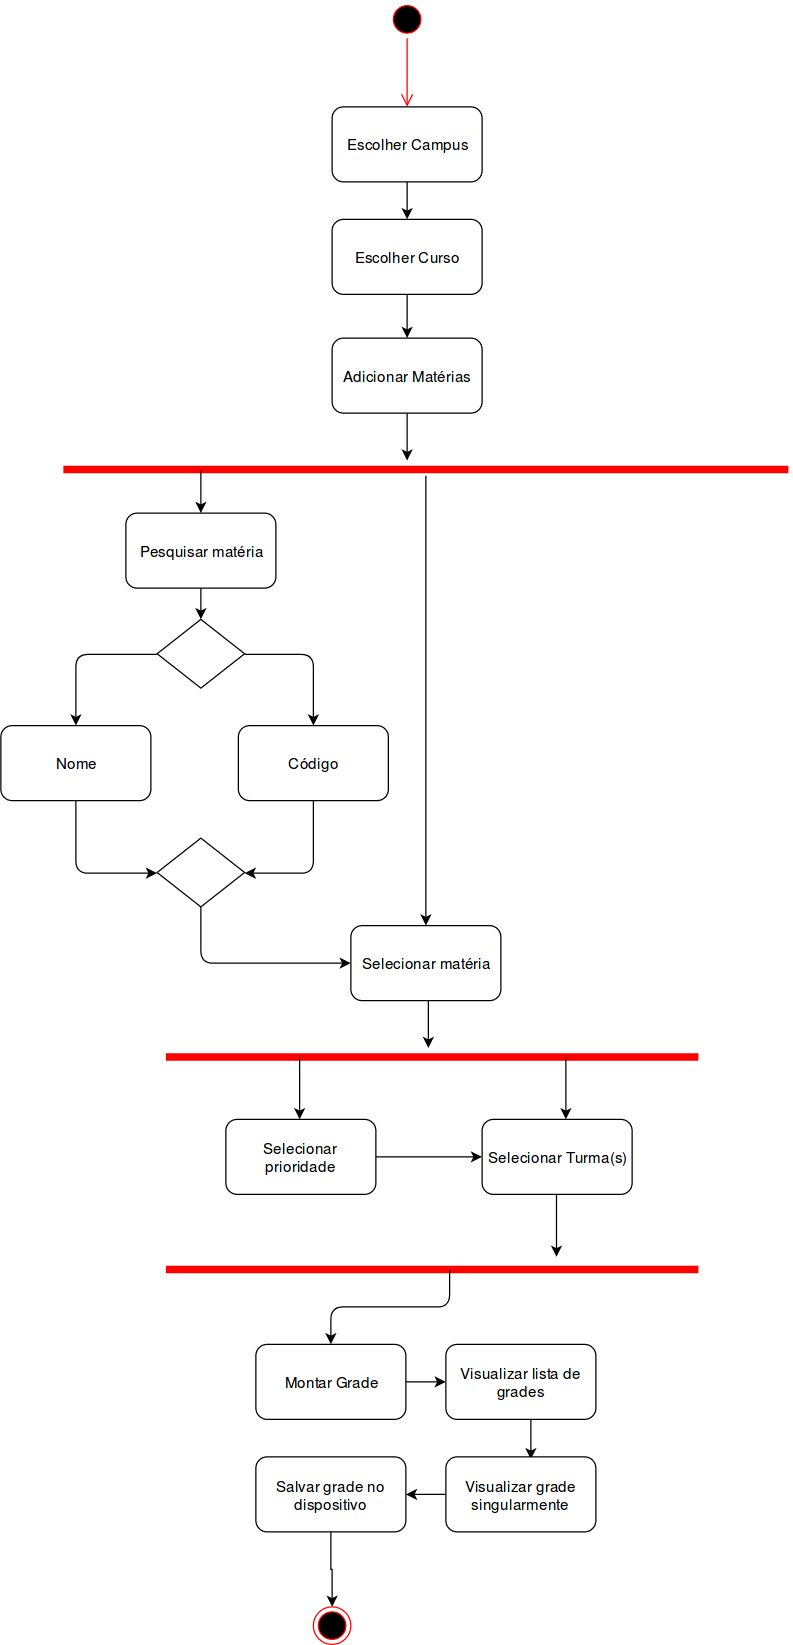 Escolher Campus
Escolher Curso
Adicionar Matérias
Pesquisar matéria
Nome
Código
Selecionar matéria
Selecionar
prioridade
Selecionar Turma(s)
Montar Grade
Visualizar lista de
grades
Salvar grade no
dispositivo
Visualizar grade
singularmente